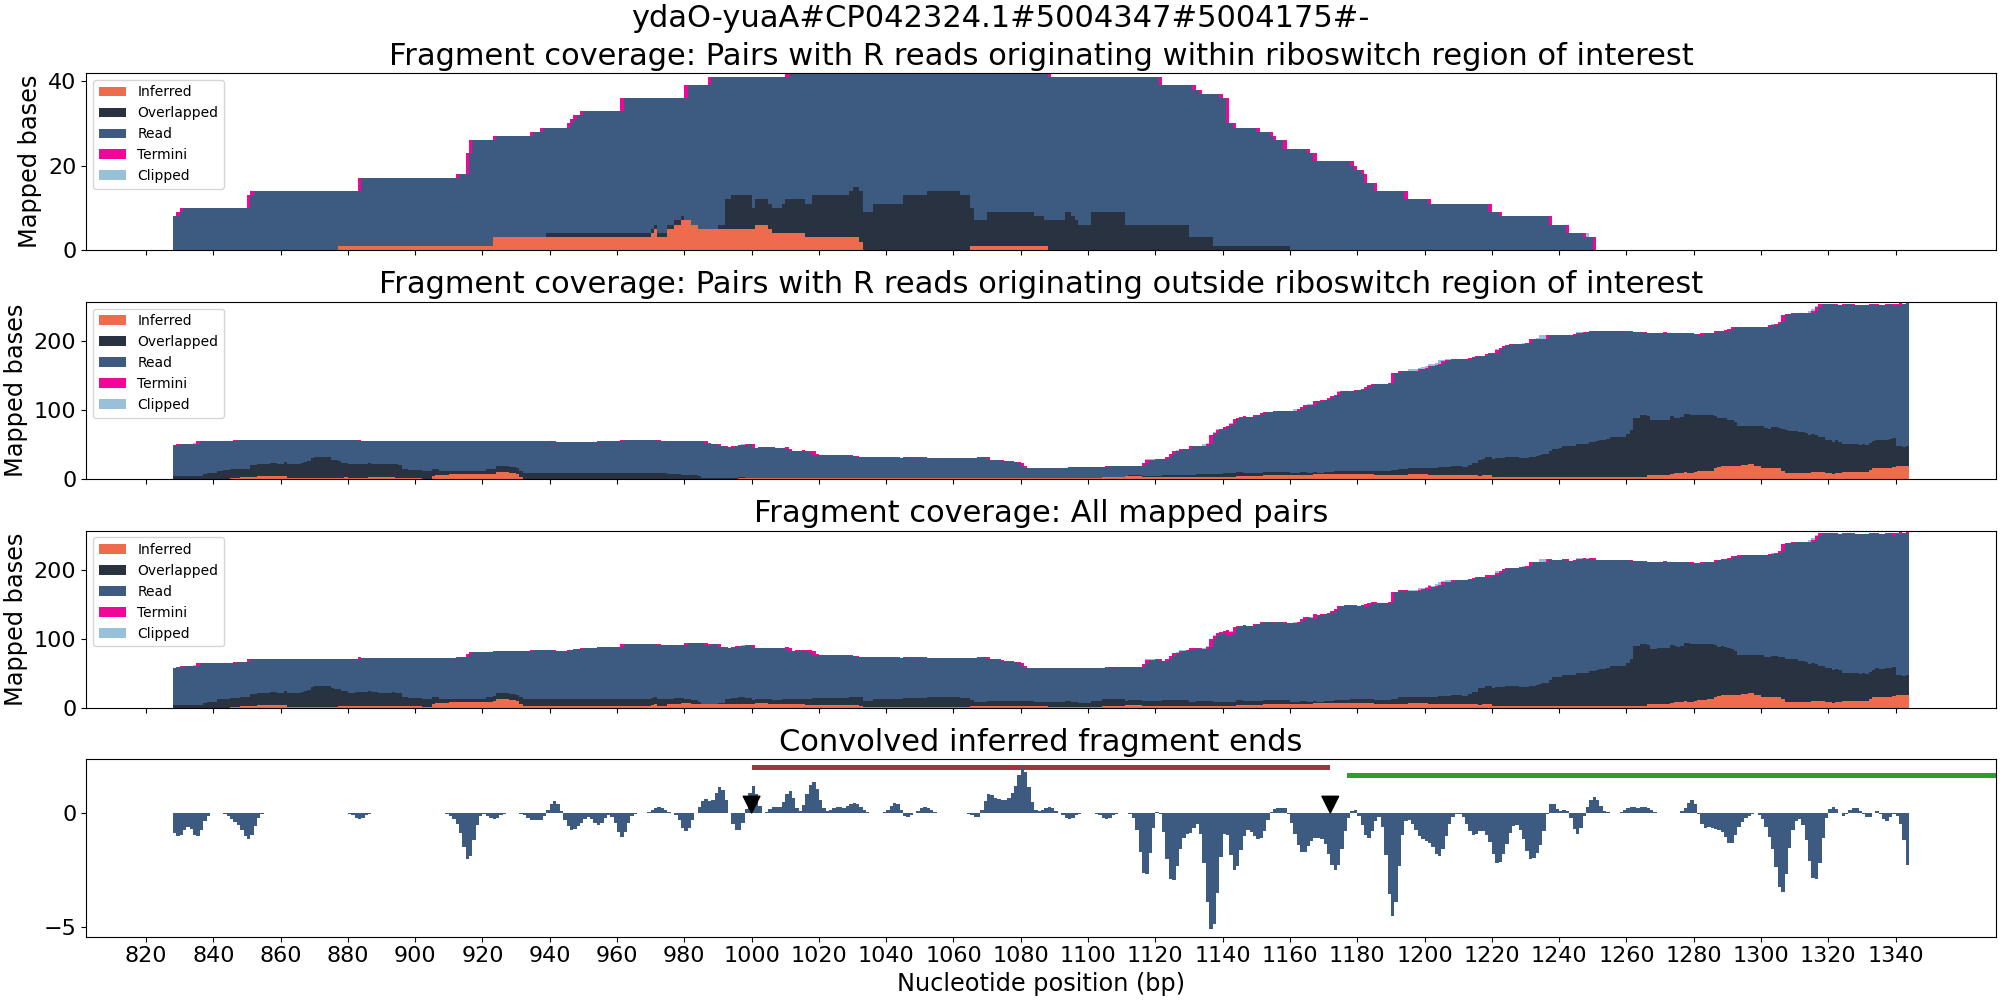 ydaO-yuaA#CP042324.1#5004347#5004175#-
Fragment coverage: Pairs with R reads originating within riboswitch region of interest
Mapped bases
40
20
0
Inferred
Overlapped
Read
Termini
Clipped
Fragment coverage: Pairs with R reads originating outside riboswitch region of interest
Mapped bases
200
100
0
Inferred
Overlapped
Read
Termini
Clipped
Fragment coverage: All mapped pairs
Mapped bases
200
100
0
Inferred
Overlapped
Read
Termini
Clipped
Convolved inferred fragment ends
0
−5
820 840 860 880 900 920 940 960 980 1000 1020 1040 1060 1080 1100 1120 1140 1160 1180 1200 1220 1240 1260 1280 1300 1320 1340
Nucleotide position (bp)